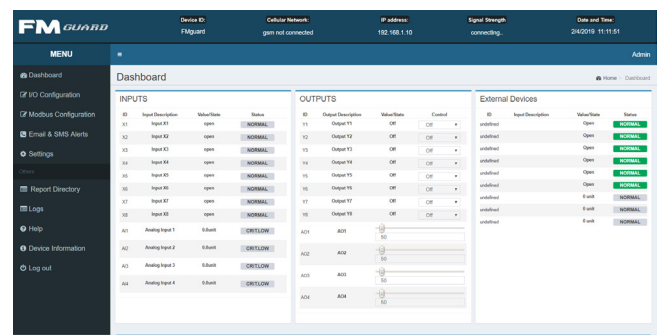 FM GUARD
Device ID: Cellular Network: IP address: Signal Strength Date and Time:
FMguard gsm not connected 192.168.1.10 connecting.. 2/4/2019 11:11:51
MENU Admin
Dashboard
I/O Configuration
Modbus Configuration
Email & SMS Alerts
Settings
Others
Report Directory
Logs
Help
Device Information
Log out
Dashboard Home Dashboard
INPUTS
ID Input Description Value/State Status
X1 Input X1 open NORMAL
X2 Input X2 open NORMAL
X3 Input X3 open NORMAL
X4 Input X4 open NORMAL
X5 Input X5 open NORMAL
X6 Input X6 open NORMAL
X7 Input X7 open NORMAL
X8 Input X8 open NORMAL
AI1 Analog Input 1 0.0unit CRIT.LOW
AI2 Analog Input 2 0.0unit CRIT.LOW
AI3 Analog Input 3 0.0unit CRIT.LOW
AI4 Analog Input 4 0.0unit CRIT.LOW
OUTPUTS
ID Output Description Value/State Control
Y1 Output Y1 Off Off
Y2 Output Y2 Off Off
Y3 Output Y3 Off Off
Y4 Output Y4 Off Off
Y5 Output Y5 Off Off
Y6 Output Y6 Off Off
Y7 Output Y7 Off Off
Y8 Output Y8 Off Off
AO1 AO1 50
AO2 AO2 50
AO3 AO3 50
AO4 AO4 50
External Devices
ID Input Description Value/State Status
undefined Open NORMAL
undefined Open NORMAL
undefined Open NORMAL
undefined Open NORMAL
undefined Open NORMAL
undefined Open NORMAL
undefined 0 unit NORMAL
undefined 0 unit NORMAL
undefined 0 unit NORMAL